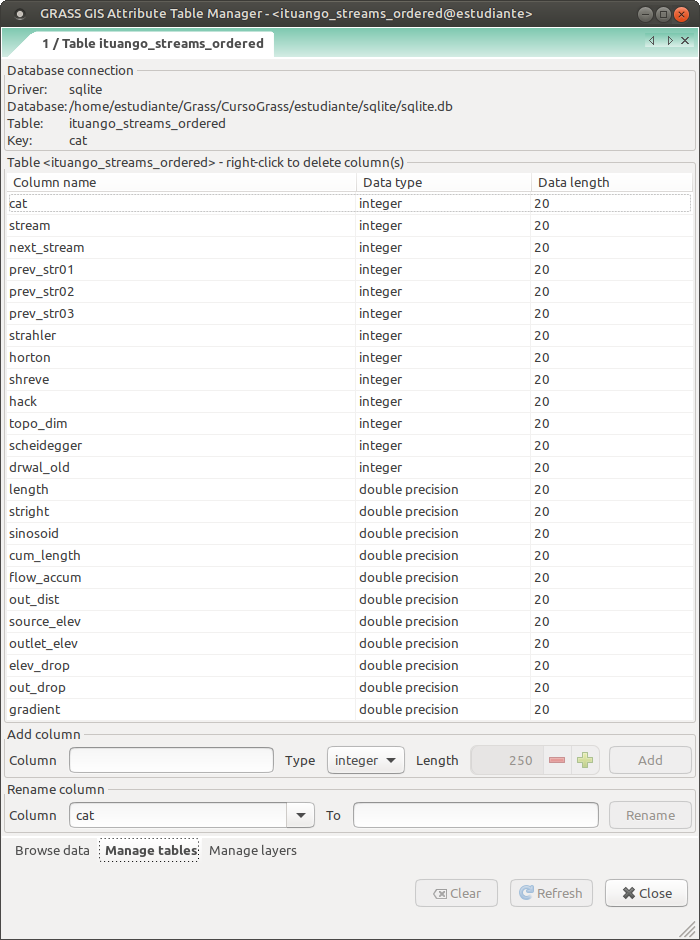 GRASS GIS Attribute Table Manager - <ituango_streams_ordered@estudiante>
1 / Table ituango_streams_ordered
Database connection
Driver: sqlite
Database: /home/estudiante/Grass/CursoGrass/estudiante/sqlite/sqlite.db
Table: ituango_streams_ordered
Key: cat
Table <ituango_streams_ordered> - right-click to delete column(s)
Column name Data type Data length
cat integer 20
stream integer 20
next_stream integer 20
prev_str01 integer 20
prev_str02 integer 20
prev_str03 integer 20
strahler integer 20
horton integer 20
shreve integer 20
hack integer 20
topo_dim integer 20
scheidegger integer 20
drwal_old integer 20
length double precision 20
stright double precision 20
sinosoid double precision 20
cum_length double precision 20
flow_accum double precision 20
out_dist double precision 20
source_elev double precision 20
outlet_elev double precision 20
elev_drop double precision 20
out_drop double precision 20
gradient double precision 20
Add column
Column Type integer Length 250 Add
Rename column
Column cat To Rename
Browse data Manage tables Manage layers
Clear Refresh Close